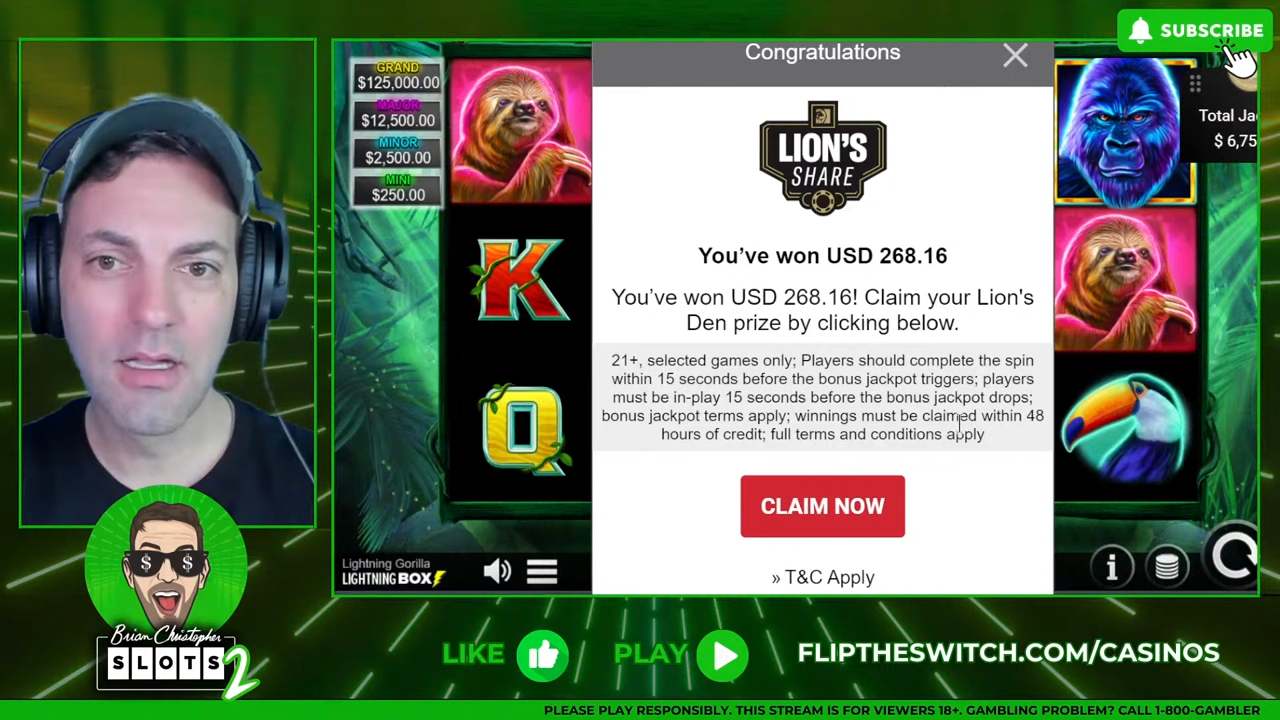 SUBSCRIBE
GRAND
$125,000.00
MAJOR
$12,500.00
MINOR
$2,500.00
MINI
$250.00
K
Q
Congratulations
LION'S
SHARE
You've won USD 268.16
You've won USD 268.16! Claim your Lion's
Den prize by clicking below.
21+, selected games only; Players should complete the spin
within 15 seconds before the bonus jackpot triggers; players
must be in-play 15 seconds before the bonus jackpot drops;
bonus jackpot terms apply; winnings must be claimed within 48
hours of credit; full terms and conditions apply
CLAIM NOW
» T&C Apply
Total Ja
$ 6,75
Lightning Gorilla
LIGHTNING BOX
i
Brian Christopher
SLOTS
2
LIKE
PLAY
FLIPTHESWITCH.COM/CASINOS
PLEASE PLAY RESPONSIBLY. THIS STREAM IS FOR VIEWERS 18+. GAMBLING PROBLEM? CALL 1-800-GAMBLER